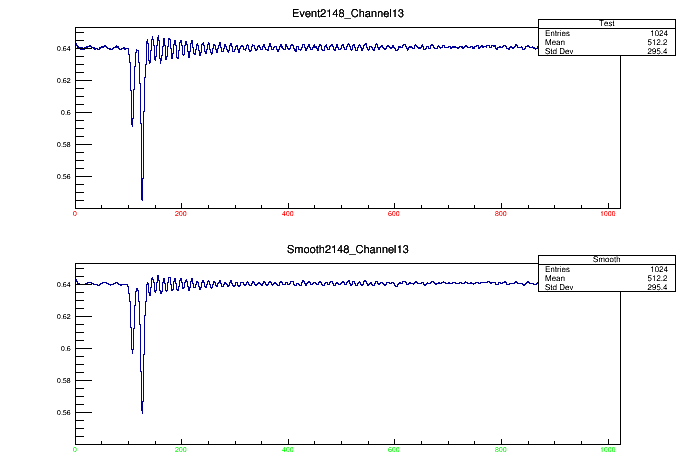 Event2148_Channel13
Test
Entries 1024
Mean 512.2
Std Dev 295.4
0.64
0.62
0.6
0.58
0.56
0 200 400 600 800 1000
Smooth2148_Channel13
Smooth
Entries 1024
Mean 512.2
Std Dev 295.4
0.64
0.62
0.6
0.58
0.56
0 200 400 600 800 1000